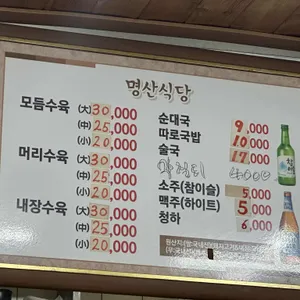 명산식당
모듬수육 (大) 30,000
(中) 25,000
(小) 20,000
머리수육 (大) 30,000
(中) 25,000
(小) 20,000
내장수육 (大) 30,000
(中) 25,000
(小) 20,000
순대국 9,000
따로국밥 10,000
술국 17,000
막걸리 4000
소주(참이슬) 5,000
맥주(하이트) 5,000
청하 6,000